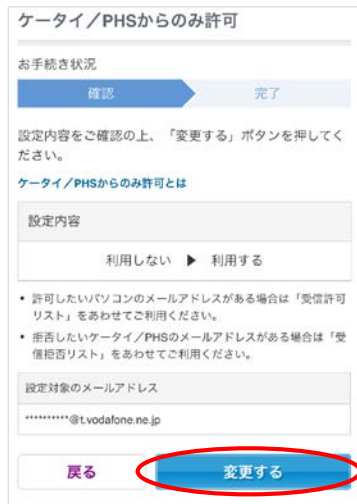 ケータイ／PHSからのみ許可
お手続き状況
確認
完了
設定内容をご確認の上、「変更する」ボタンを押してく
ださい。
ケータイ／PHSからのみ許可とは
設定内容
利用しない ▶ 利用する
• 許可したいパソコンのメールアドレスがある場合は「受信許可
リスト」をあわせてご利用ください。
• 拒否したいケータイ／PHSのメールアドレスがある場合は「受
信拒否リスト」をあわせてご利用ください。
設定対象のメールアドレス
**********@t.vodafone.ne.jp
戻る
変更する